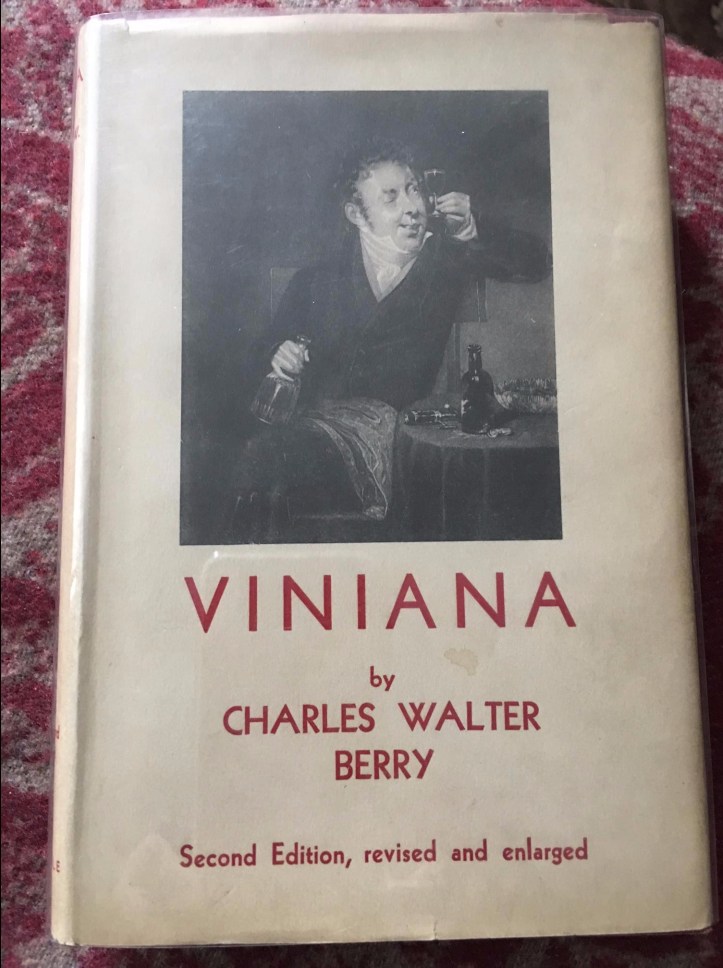 VINIANA
by
CHARLES WALTER
BERRY
Second Edition, revised and enlarged